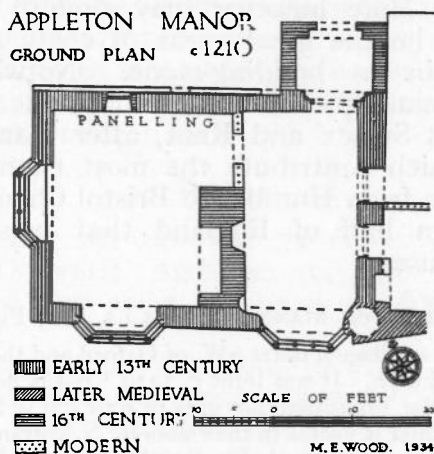 APPLETON MANOR
GROUND PLAN c 1210
PANELLING
EARLY 13TH CENTURY
LATER MEDIEVAL
16TH CENTURY
MODERN
SCALE OF FEET
10 0 10 20 30
M.E.WOOD. 1934